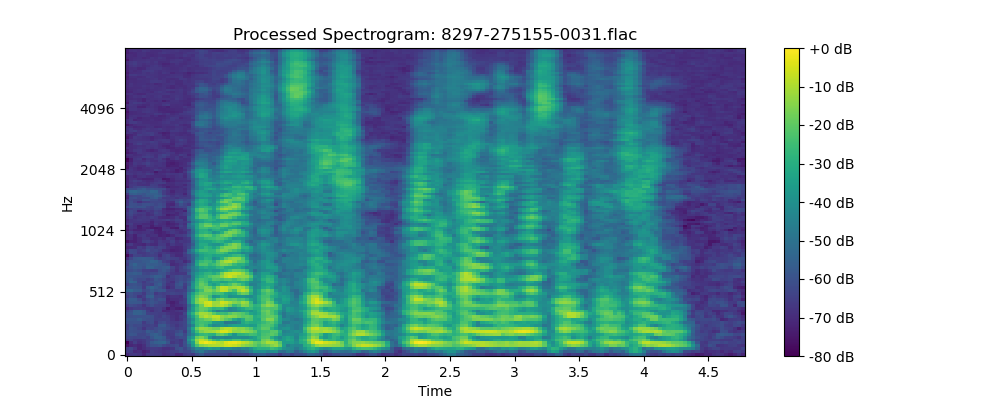 Processed Spectrogram: 8297-275155-0031.flac
Hz
4096
2048
1024
512
0
0 0.5 1 1.5 2 2.5 3 3.5 4 4.5
Time
+0 dB
-10 dB
-20 dB
-30 dB
-40 dB
-50 dB
-60 dB
-70 dB
-80 dB